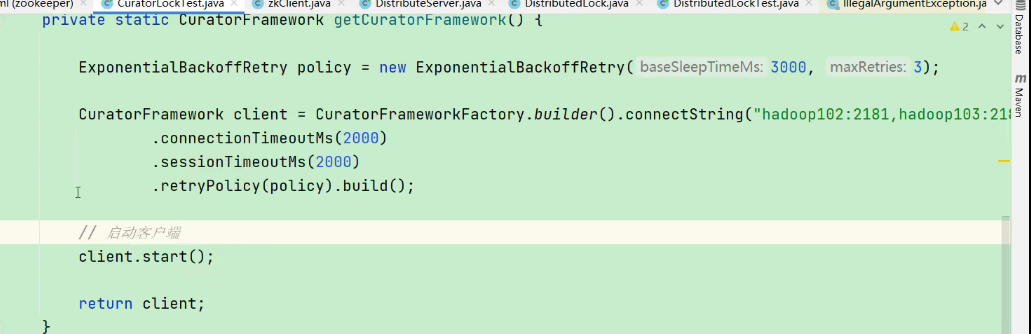 ml (zookeeper) CuratorLockTest.java zkClient.java DistributeServer.java DistributedLock.java DistributedLockTest.java IllegalArgumentException.ja
private static CuratorFramework getCuratorFramework() {
2
ExponentialBackoffRetry policy = new ExponentialBackoffRetry( baseSleepTimeMs: 3000, maxRetries: 3);
CuratorFramework client = CuratorFrameworkFactory.builder().connectString("hadoop102:2181,hadoop103:218
.connectionTimeoutMs(2000)
.sessionTimeoutMs(2000)
.retryPolicy(policy).build();
// 启动客户端
client.start();
return client;
}
Database
Maven